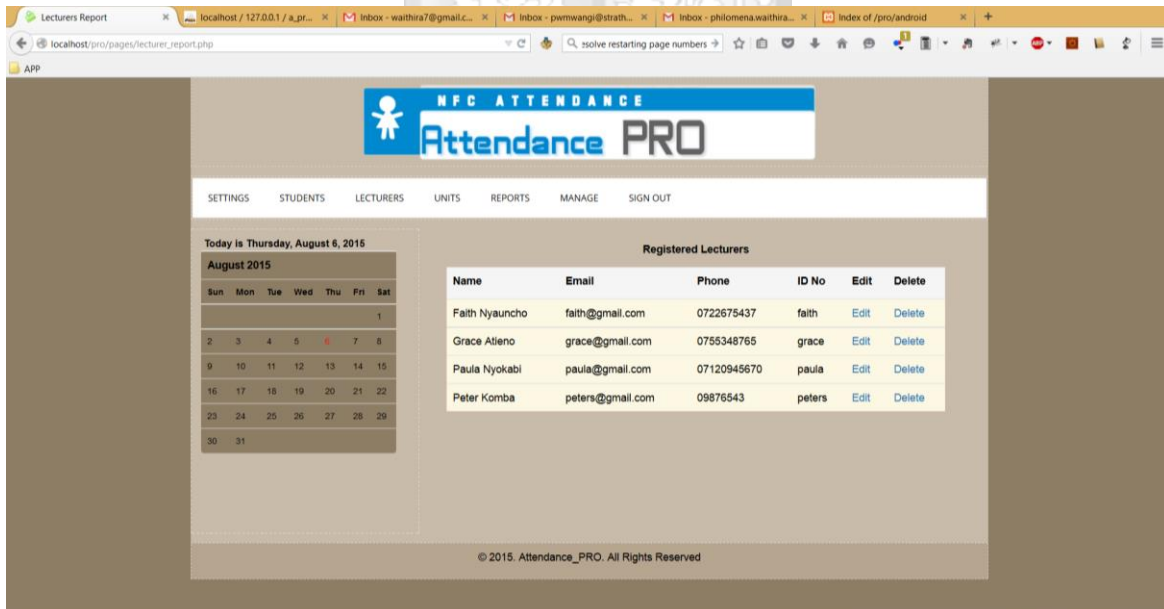 Lecturers Report
localhost / 127.0.0.1 / a_pr...
Inbox - waithira7@gmail.c...
Inbox - pwmwangi@strath...
Inbox - philomena.waithira...
Index of /pro/android
localhost/pro/pages/lecturer_report.php
solve restarting page numbers
1
ABP
APP
NFC ATTENDANCE
Attendance PRO
SETTINGS STUDENTS LECTURERS UNITS REPORTS MANAGE SIGN OUT
Today is Thursday, August 6, 2015
August 2015
Sun Mon Tue Wed Thu Fri Sat
1
2 3 4 5 6 7 8
9 10 11 12 13 14 15
16 17 18 19 20 21 22
23 24 25 26 27 28 29
30 31
Registered Lecturers
Name Email Phone ID No Edit Delete
Faith Nyauncho faith@gmail.com 0722675437 faith Edit Delete
Grace Atieno grace@gmail.com 0755348765 grace Edit Delete
Paula Nyokabi paula@gmail.com 07120945670 paula Edit Delete
Peter Komba peters@gmail.com 09876543 peters Edit Delete
© 2015. Attendance_PRO. All Rights Reserved